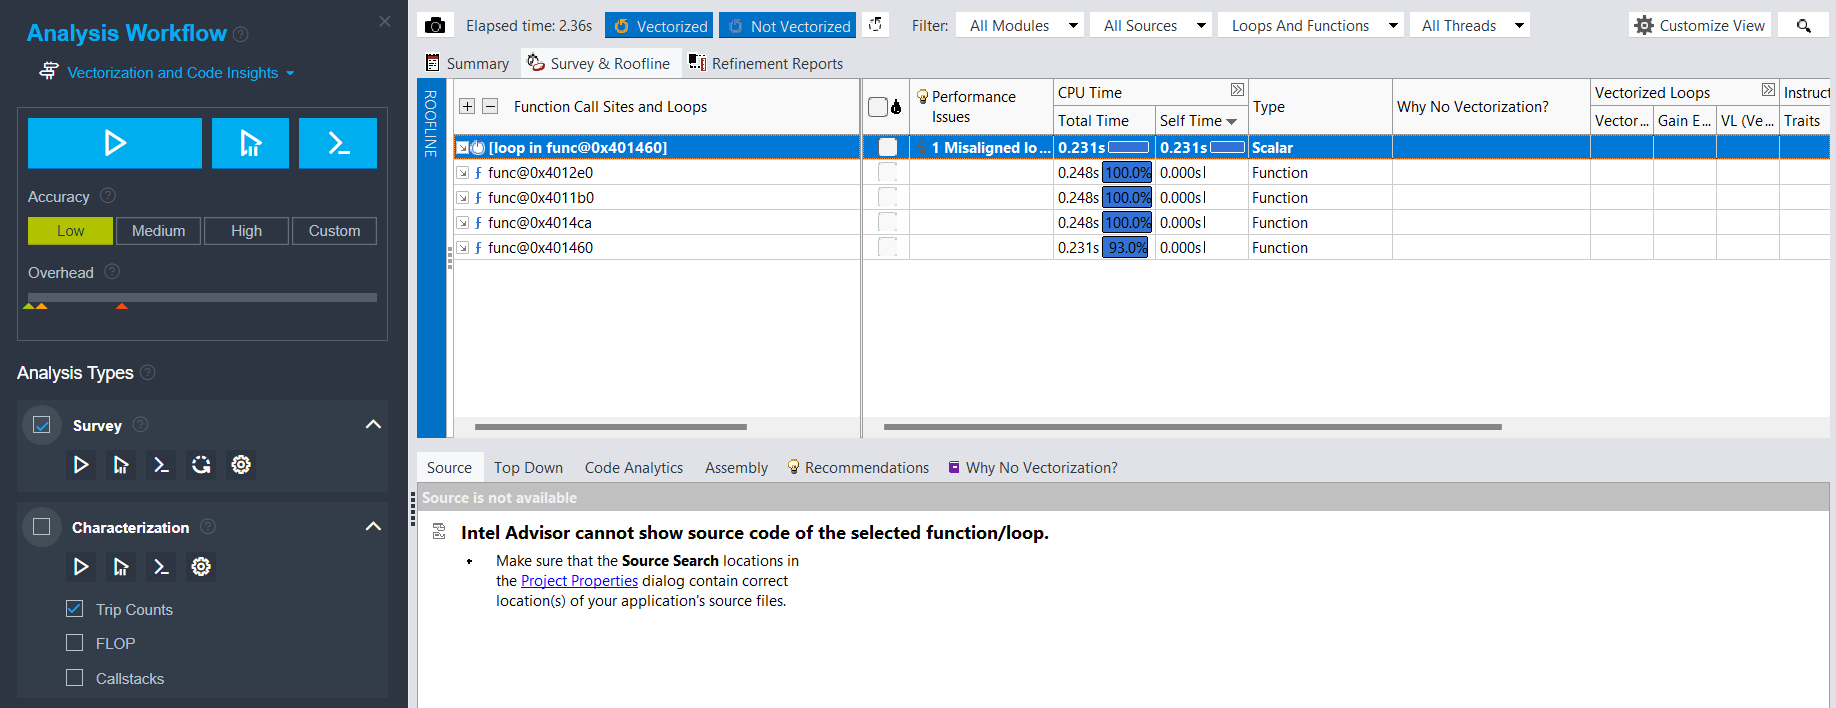 Analysis Workflow
Vectorization and Code Insights
Accuracy
Low Medium High Custom
Overhead
Analysis Types
Survey
Characterization
Trip Counts
FLOP
Callstacks
Elapsed time: 2.36s Vectorized Not Vectorized Filter: All Modules All Sources Loops And Functions All Threads Customize View
Summary Survey & Roofline Refinement Reports
ROOFLINE
Function Call Sites and Loops Performance Issues CPU Time Type Why No Vectorization? Vectorized Loops Instruct
Total Time Self Time Vector... Gain E... VL (Ve... Traits
[loop in func@0x401460] 1 Misaligned lo... 0.231s 0.231s Scalar
func@0x4012e0 0.248s 100.0% 0.000s Function
func@0x4011b0 0.248s 100.0% 0.000s Function
func@0x4014ca 0.248s 100.0% 0.000s Function
func@0x401460 0.231s 93.0% 0.000s Function
Source Top Down Code Analytics Assembly Recommendations Why No Vectorization?
Source is not available
Intel Advisor cannot show source code of the selected function/loop.
• Make sure that the Source Search locations in
the Project Properties dialog contain correct
location(s) of your application's source files.